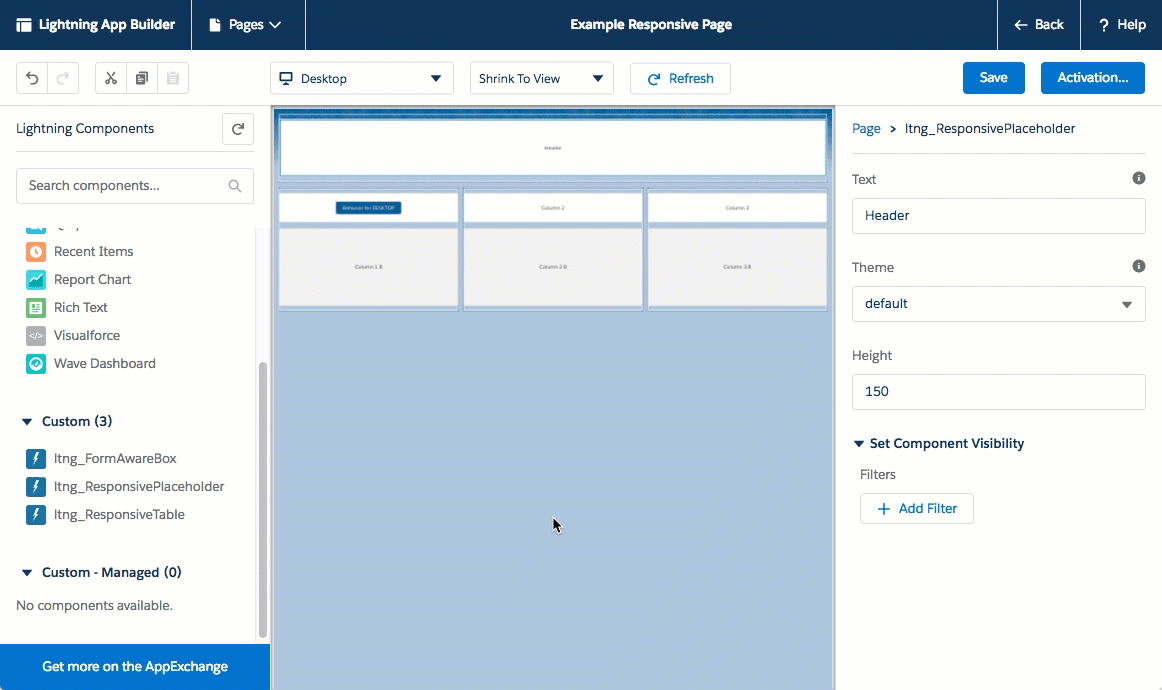 Lightning App Builder
Pages
Example Responsive Page
Back
? Help
Desktop
Shrink To View
Refresh
Save
Activation...
Lightning Components
Search components...
Recent Items
Report Chart
Rich Text
Visualforce
Wave Dashboard
Custom (3)
ltng_FormAwareBox
ltng_ResponsivePlaceholder
ltng_ResponsiveTable
Custom - Managed (0)
No components available.
Get more on the AppExchange
Header
Behavior for DESKTOP
Column 2
Column 3
Column 1 B
Column 2 B
Column 3 B
Page > ltng_ResponsivePlaceholder
Text
Header
Theme
default
Height
150
Set Component Visibility
Filters
Add Filter